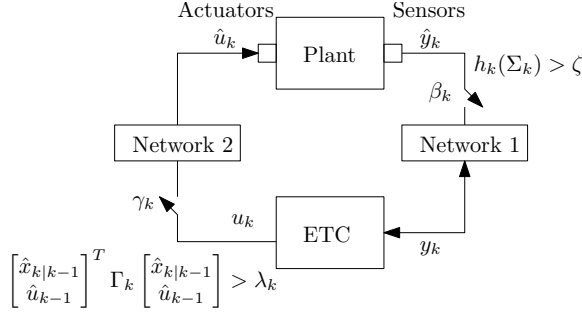 Actuators Sensors
\hat{u}_k Plant \hat{y}_k
h_k(\Sigma_k) > \zeta
\beta_k
Network 2 Network 1
\gamma_k
u_k ETC y_k
\begin{bmatrix} \hat{x}_{k|k-1} \\ \hat{u}_{k-1} \end{bmatrix}^T \Gamma_k \begin{bmatrix} \hat{x}_{k|k-1} \\ \hat{u}_{k-1} \end{bmatrix} > \lambda_k